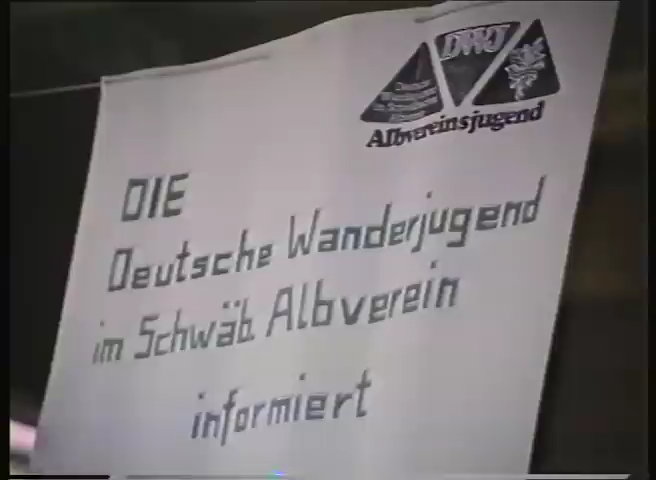 DWJ
Albvereinsjugend
DIE
Deutsche Wanderjugend
im Schwäb. Albverein
informiert